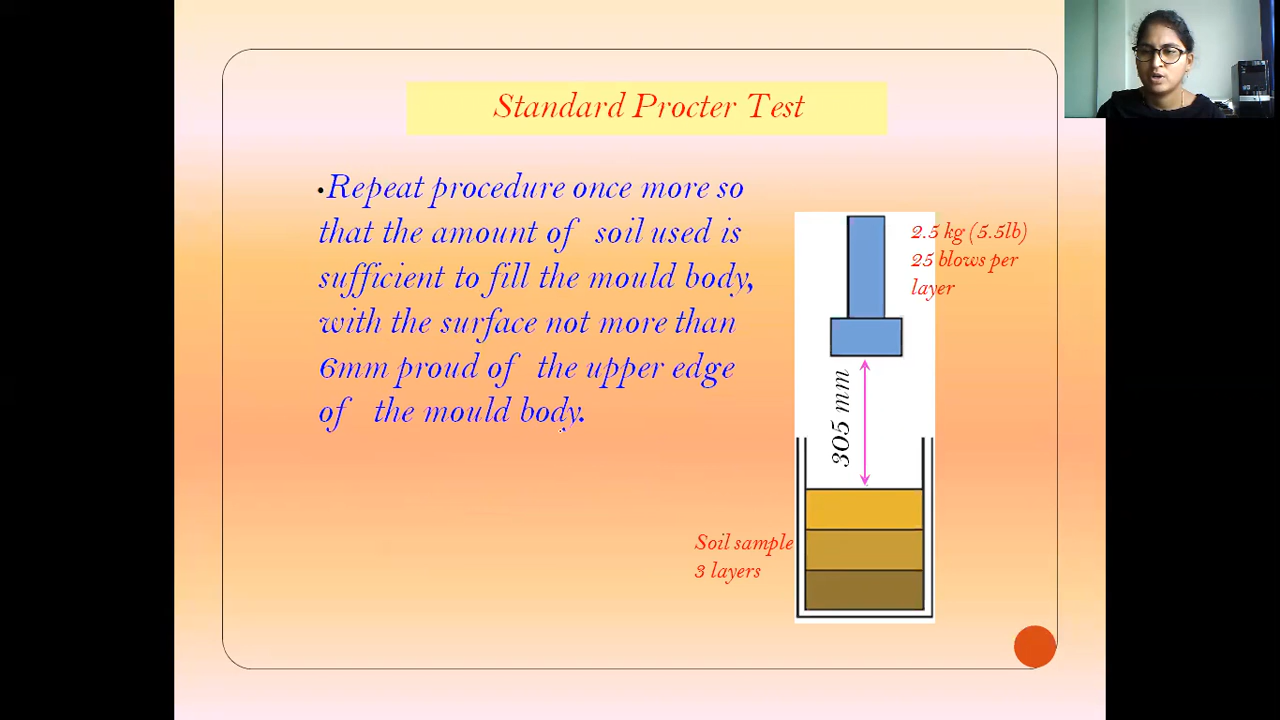 Standard Procter Test
•Repeat procedure once more so
that the amount of soil used is
sufficient to fill the mould body,
with the surface not more than
6mm proud of the upper edge
of the mould body.
2.5 kg (5.5lb)
25 blows per
layer
305 mm
Soil sample
3 layers